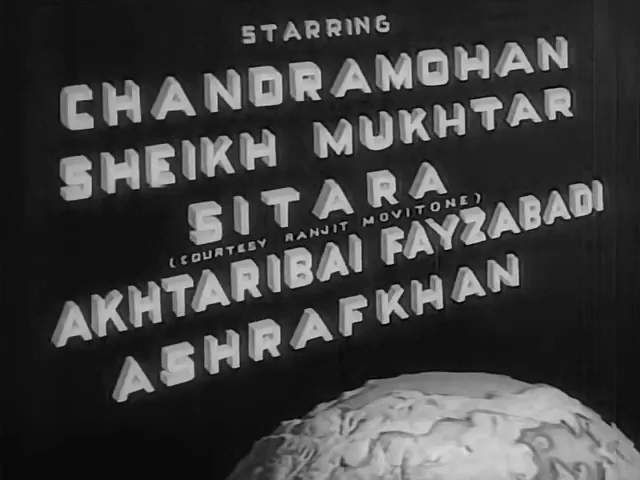 STARRING
CHANDRAMOHAN
SHEIKH MUKHTAR
SITARA
(COURTESY RANJIT MOVITONE)
AKHTARIBAI FAYZABADI
ASHRAFKHAN